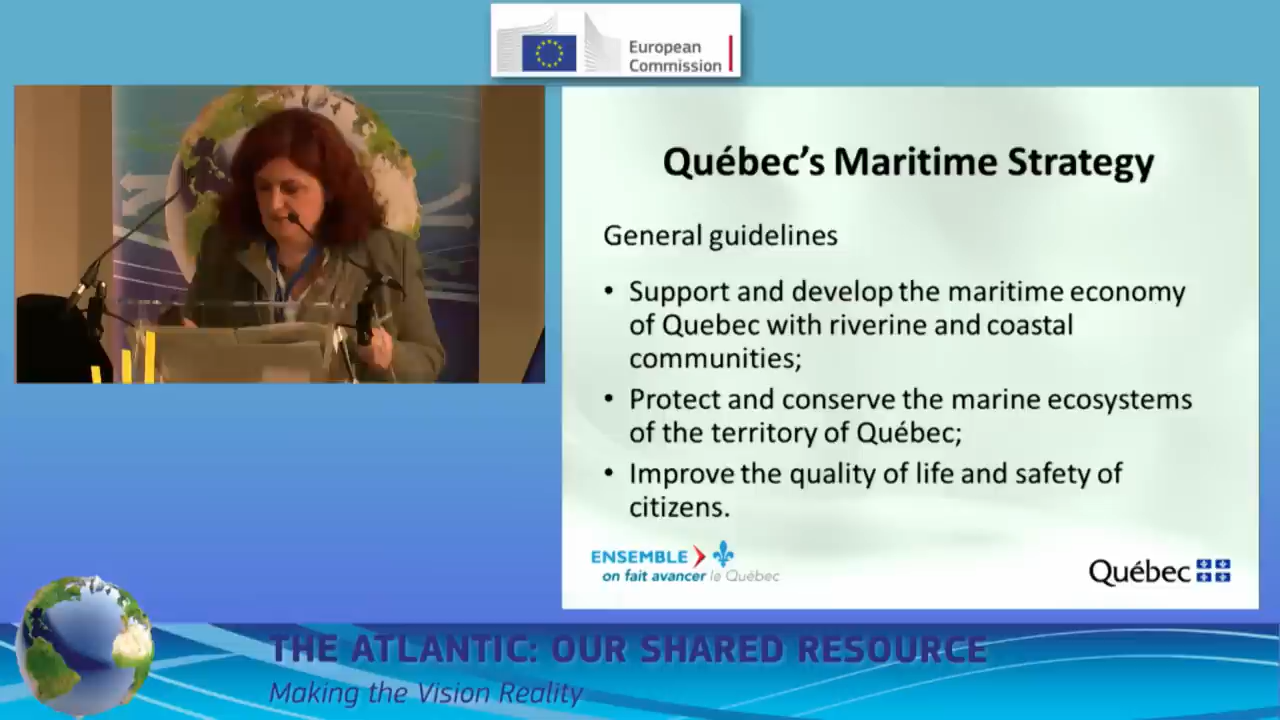 European
Commission
Québec's Maritime Strategy
General guidelines
• Support and develop the maritime economy
of Quebec with riverine and coastal
communities;
• Protect and conserve the marine ecosystems
of the territory of Québec;
• Improve the quality of life and safety of
citizens.
ENSEMBLE
on fait avancer le Québec
Québec
THE ATLANTIC: OUR SHARED RESOURCE
Making the Vision Reality